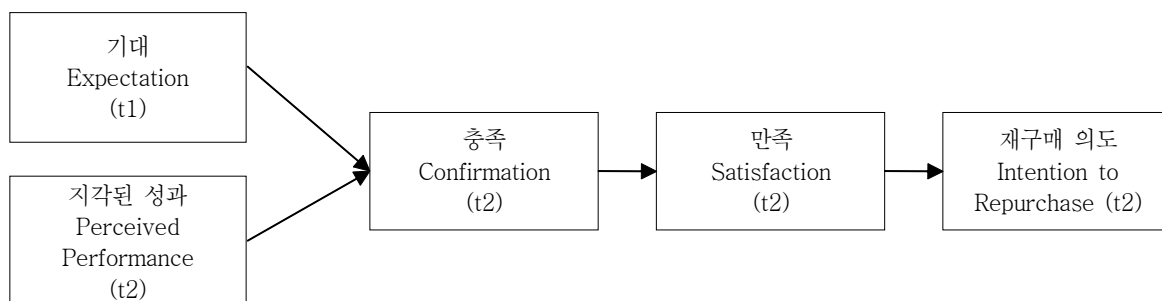 기대
Expectation
(t1)
지각된 성과
Perceived
Performance
(t2)
충족
Confirmation
(t2)
만족
Satisfaction
(t2)
재구매 의도
Intention to
Repurchase (t2)